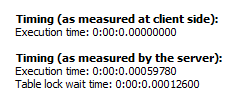 Timing (as measured at client side):
Execution time: 0:00:0.00000000
Timing (as measured by the server):
Execution time: 0:00:0.00059780
Table lock wait time: 0:00:0.00012600